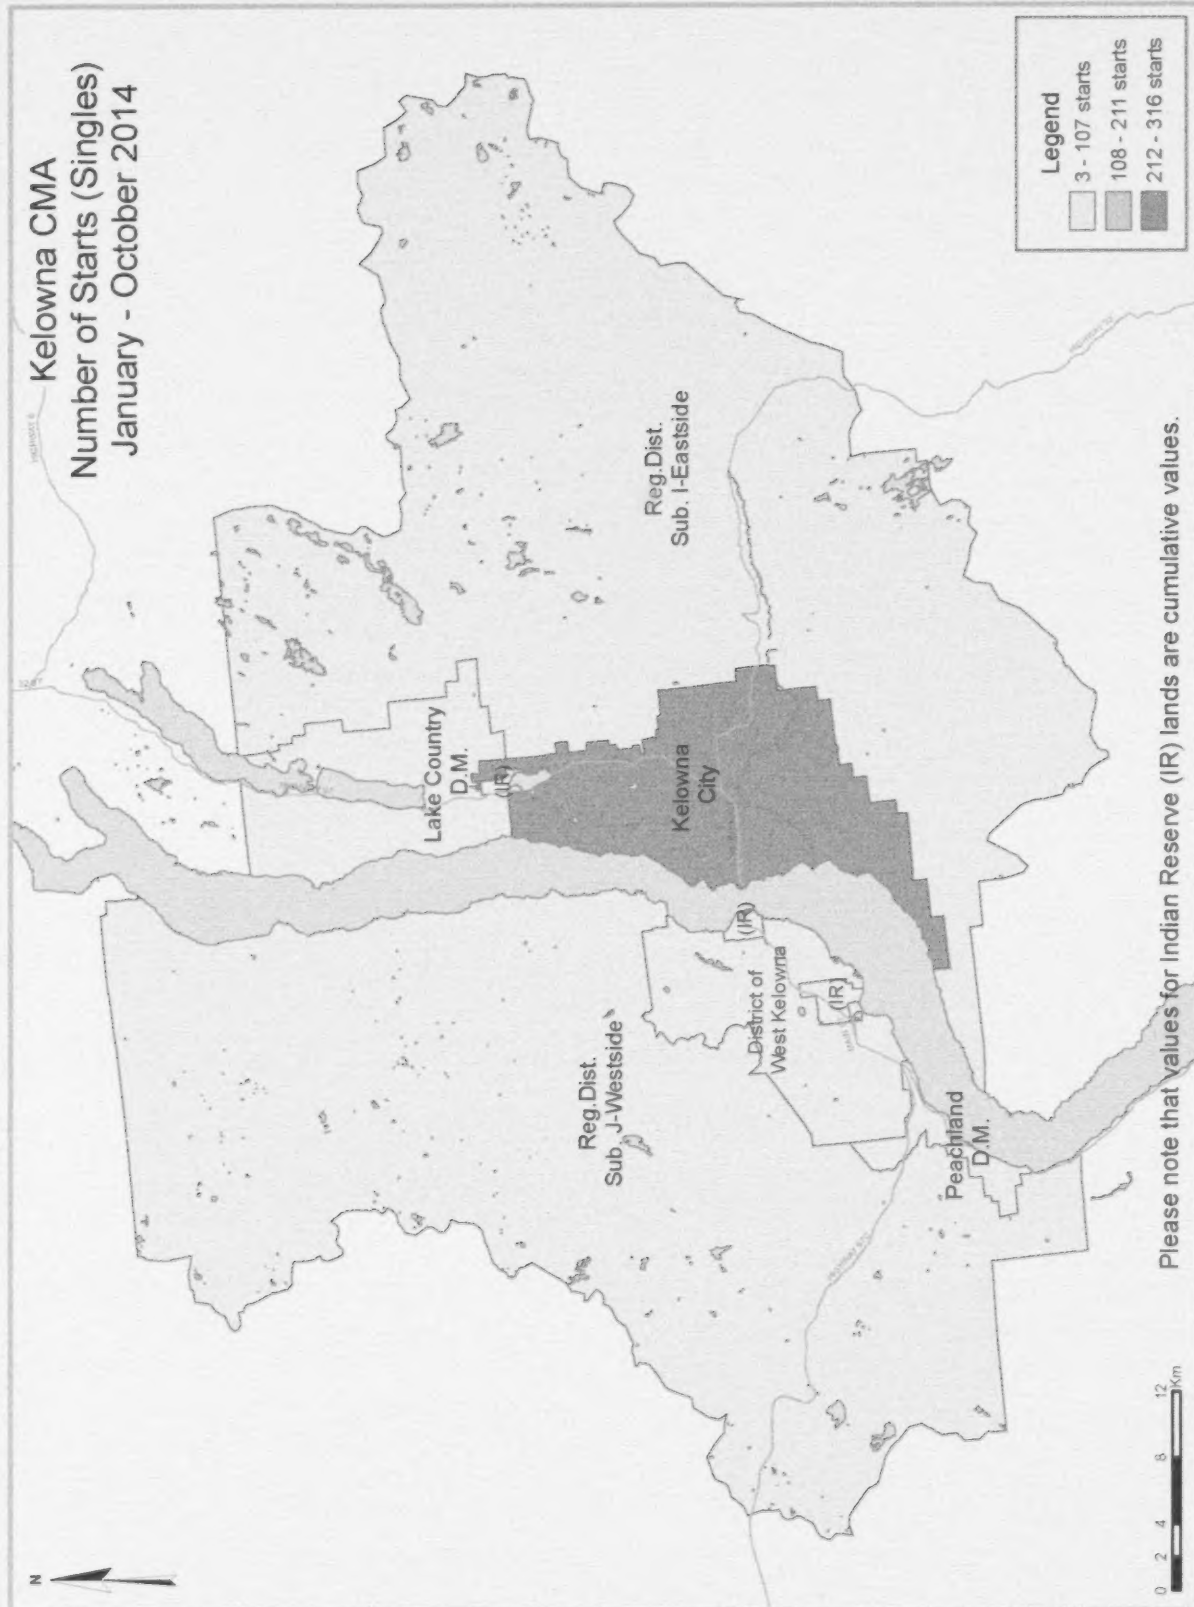 Kelowna CMA
Number of Starts (Singles)
January - October 2014
N
HIGHWAY 6
Lake Country
D.M.
(IR)
Reg.Dist.
Sub. J-Westside
Reg.Dist.
Sub. I-Eastside
Kelowna
City
(IR)
District of
West Kelowna
(IR)
Peachland
D.M.
Legend
3 - 107 starts
108 - 211 starts
212 - 316 starts
0 2 4 8 12
Km
Please note that values for Indian Reserve (IR) lands are cumulative values.